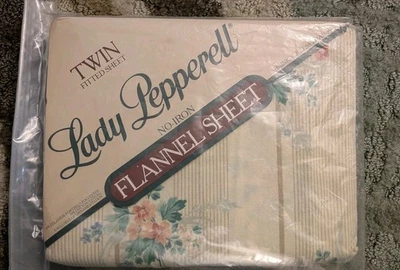 TWIN
FITTED SHEET
Lady Pepperell®
NO-IRON
FLANNEL SHEET